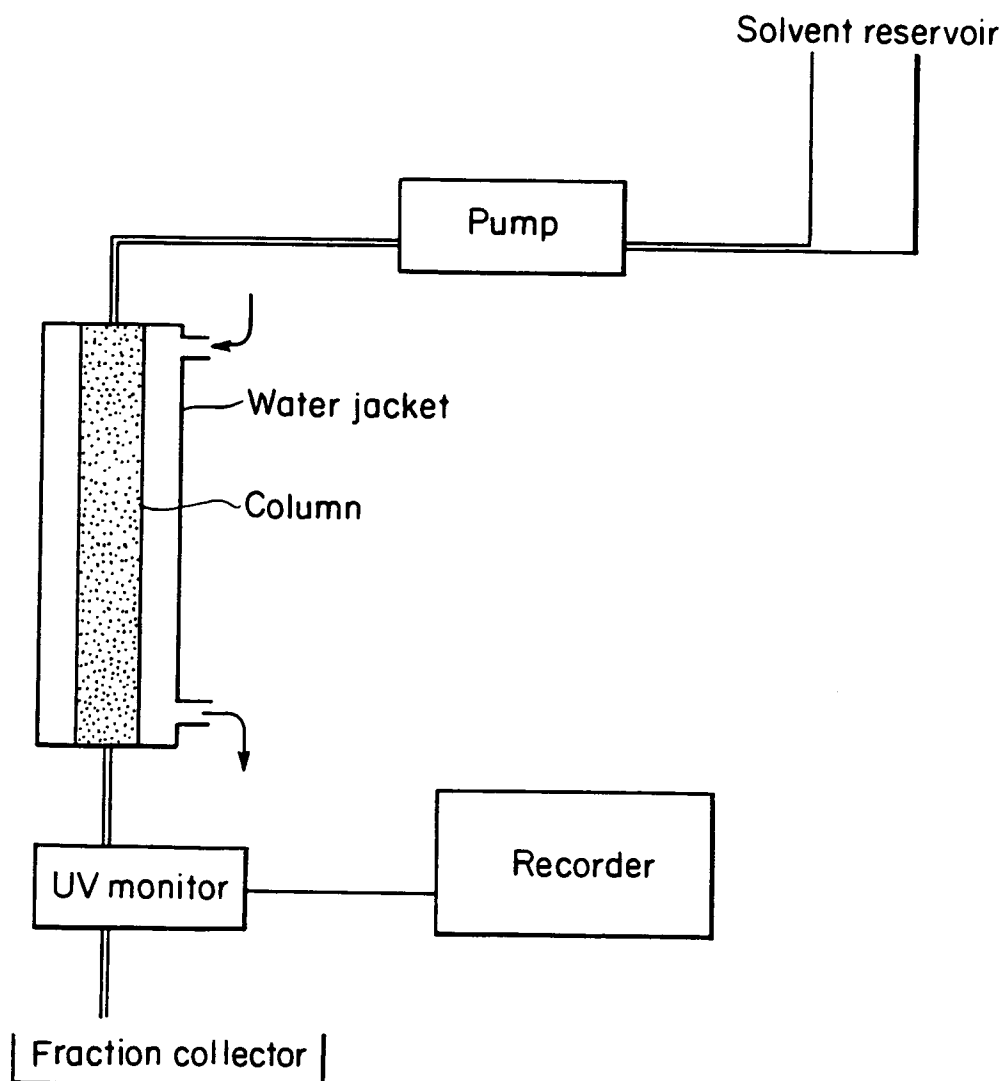 Solvent reservoir
Pump
Water jacket
Column
UV monitor
Recorder
Fraction collector